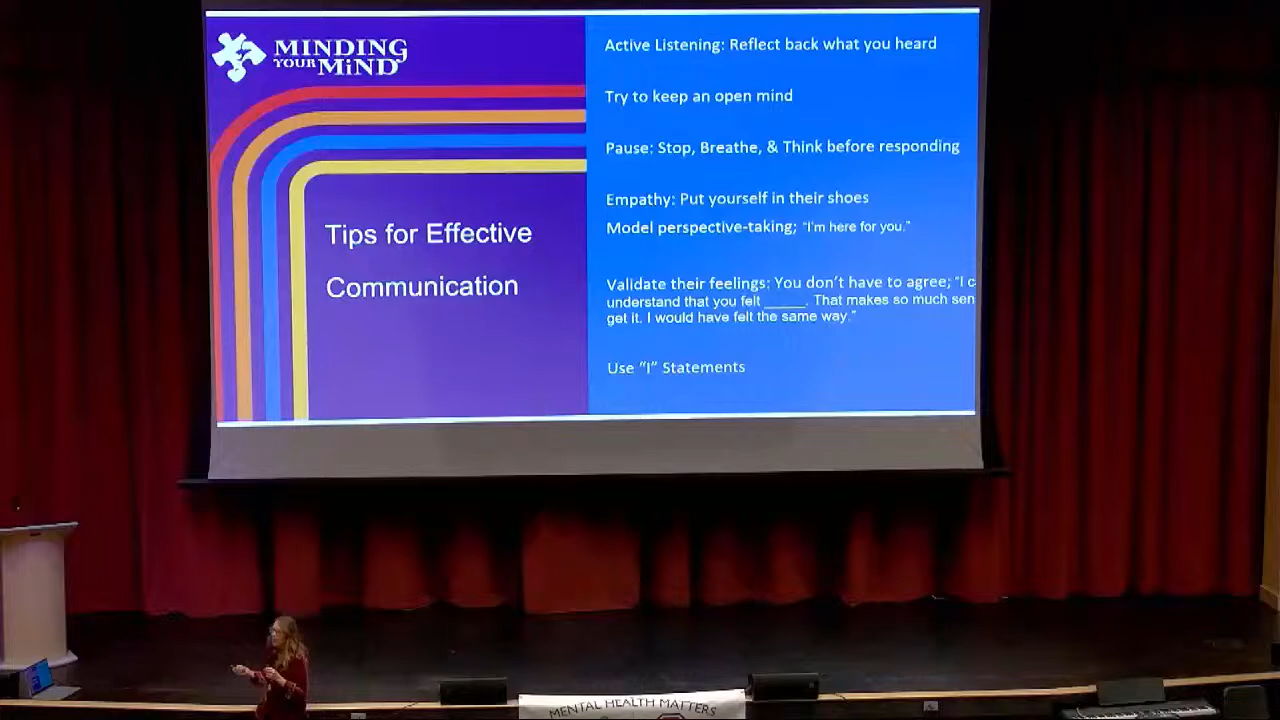 MINDING
YOUR MiND
Tips for Effective
Communication
Active Listening: Reflect back what you heard
Try to keep an open mind
Pause: Stop, Breathe, & Think before responding
Empathy: Put yourself in their shoes
Model perspective-taking; “I’m here for you.”
Validate their feelings: You don’t have to agree; “I c
understand that you felt _____. That makes so much sen
get it. I would have felt the same way.”
Use “I” Statements
MENTAL HEALTH MATTERS